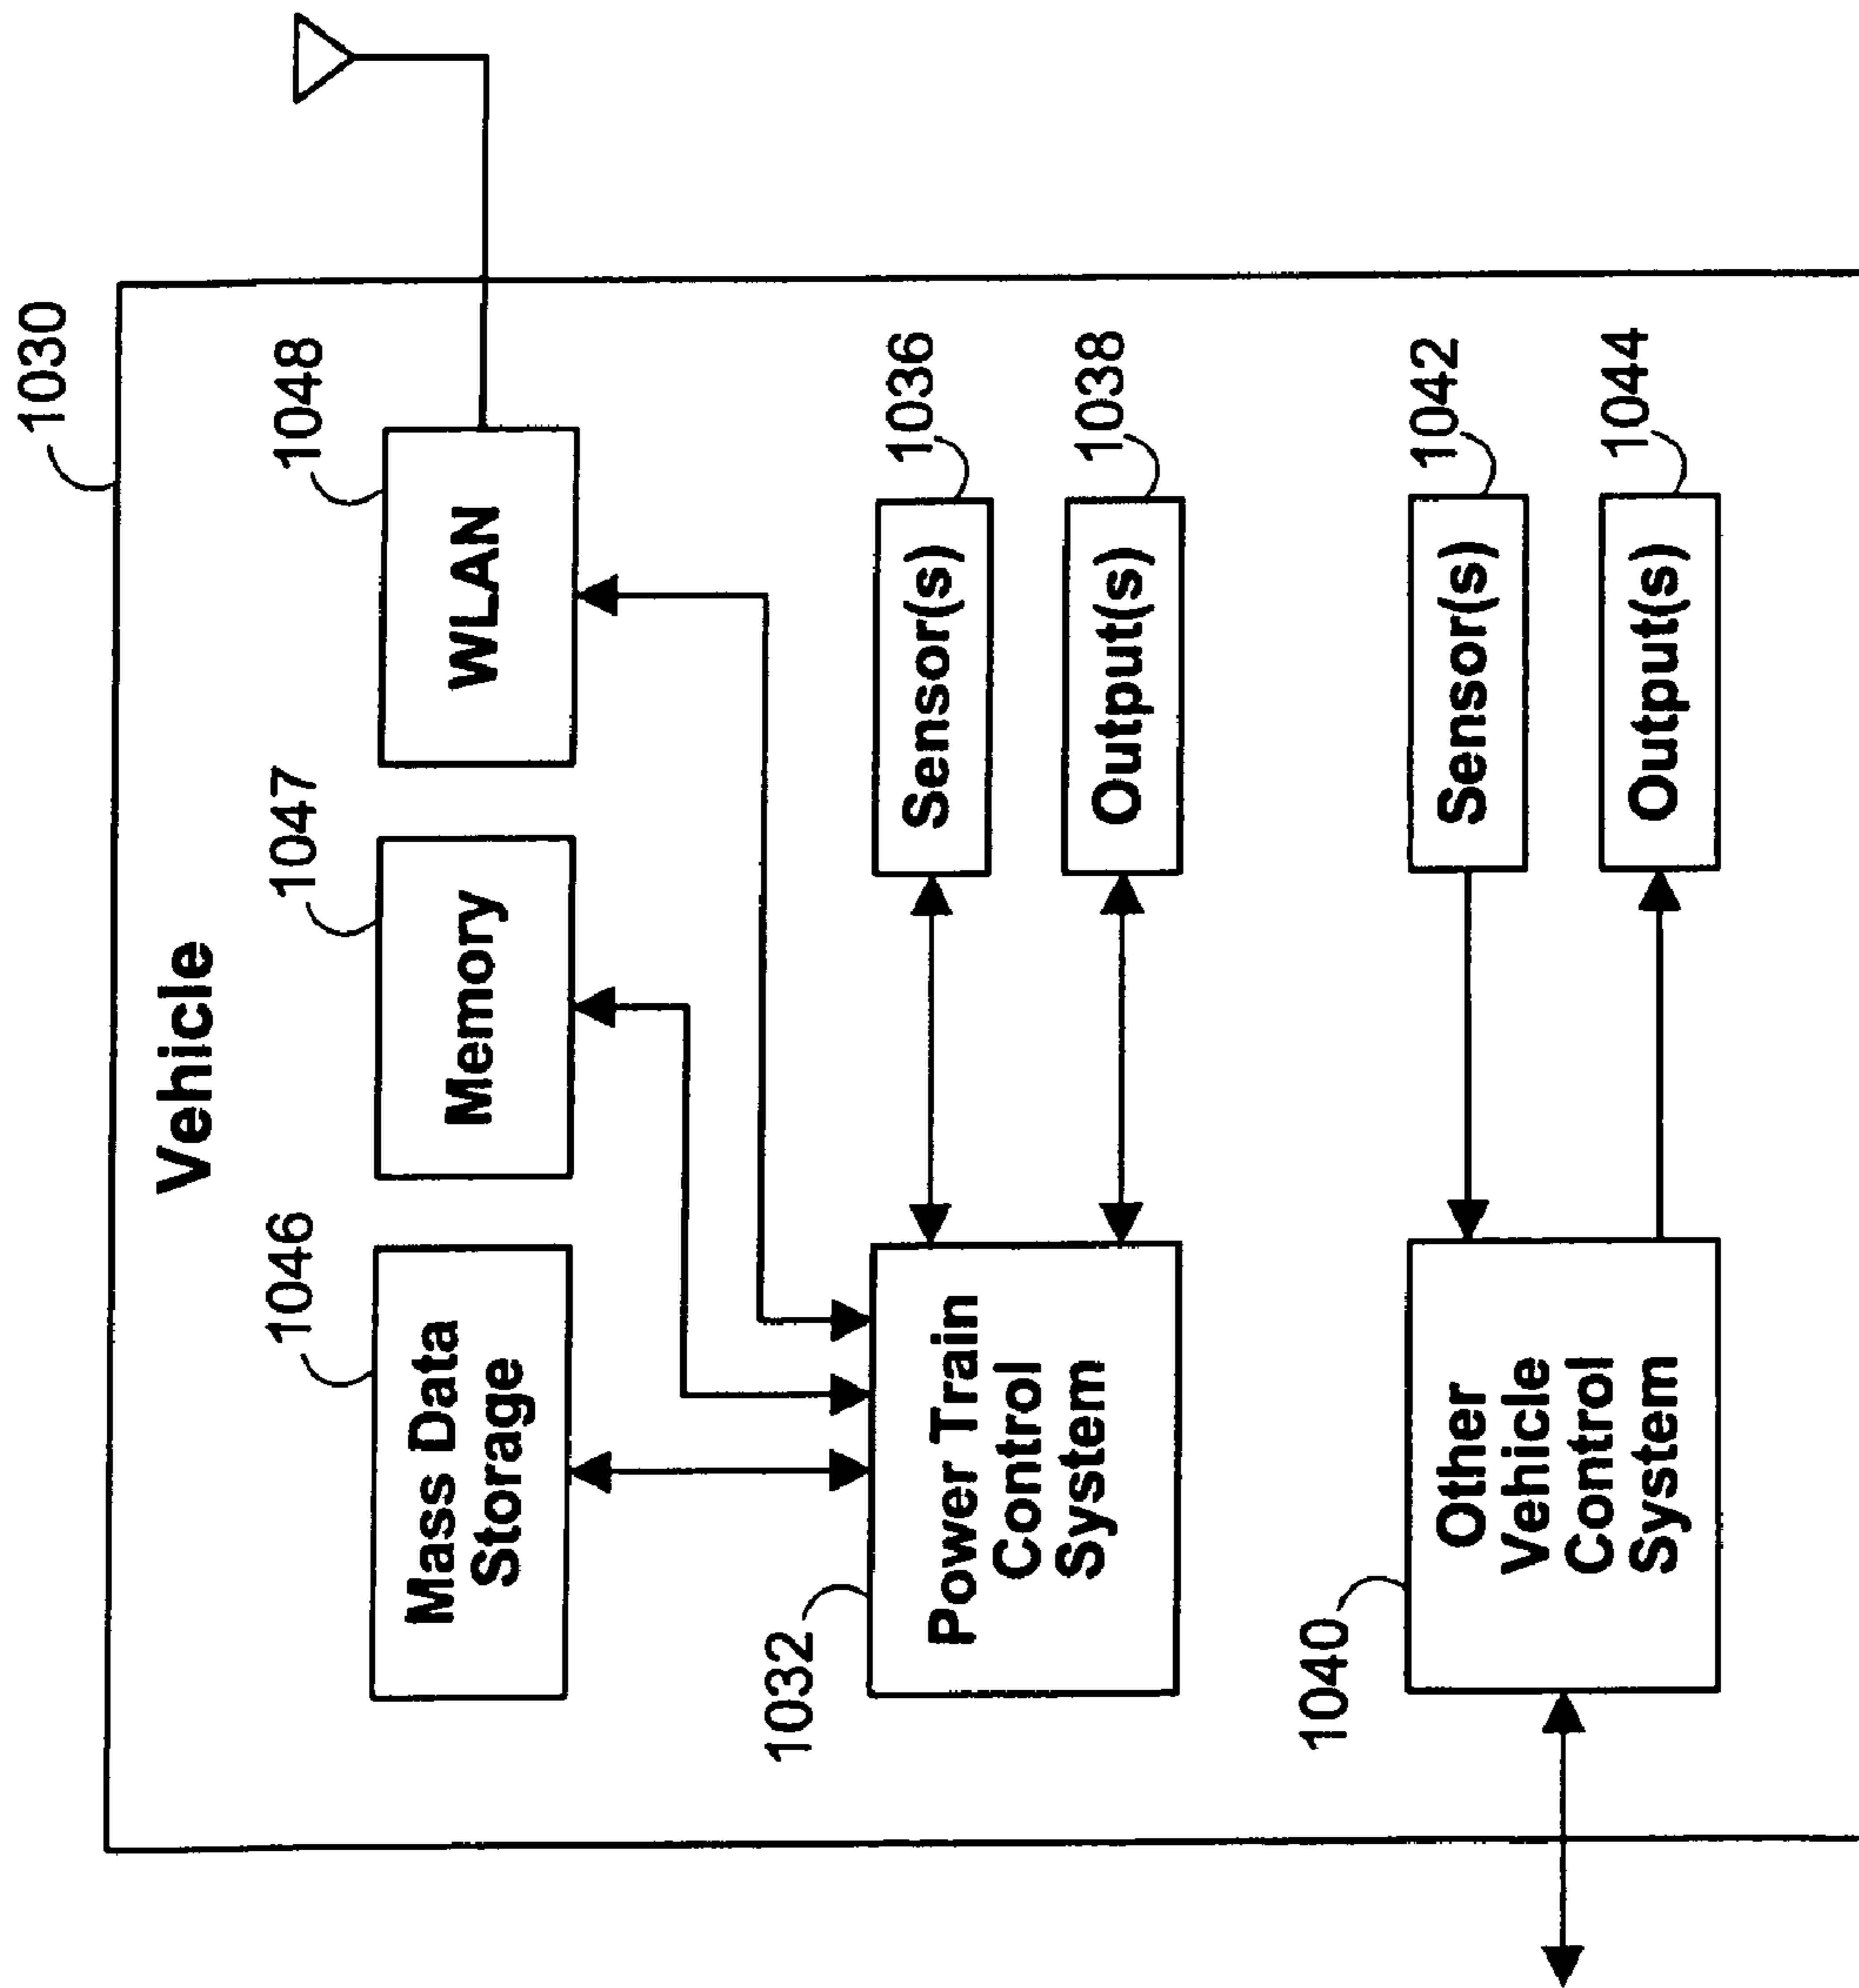 1030
Vehicle
1046
1047
1048
Mass Data
Storage
Memory
WLAN
1032
Power Train
Control
System
1036
Sensor(s)
1038
Output(s)
1040
Other
Vehicle
Control
System
1042
Sensor(s)
1044
Output(s)